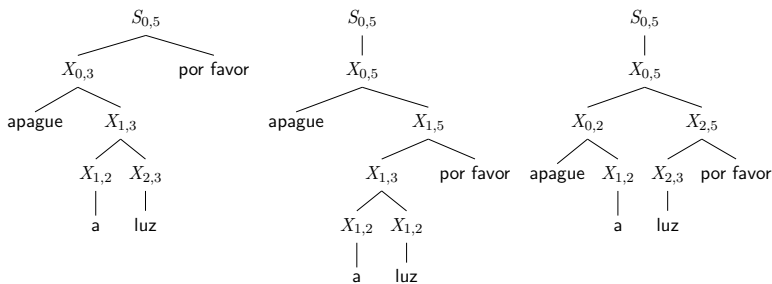 S0,5
X0,3 por favor
apague X1,3
X1,2 X2,3
a luz
S0,5
X0,5
apague X1,5
X1,3 por favor
X1,2 X1,2
a luz
S0,5
X0,5
X0,2 X2,5
apague X1,2 X2,3 por favor
a luz